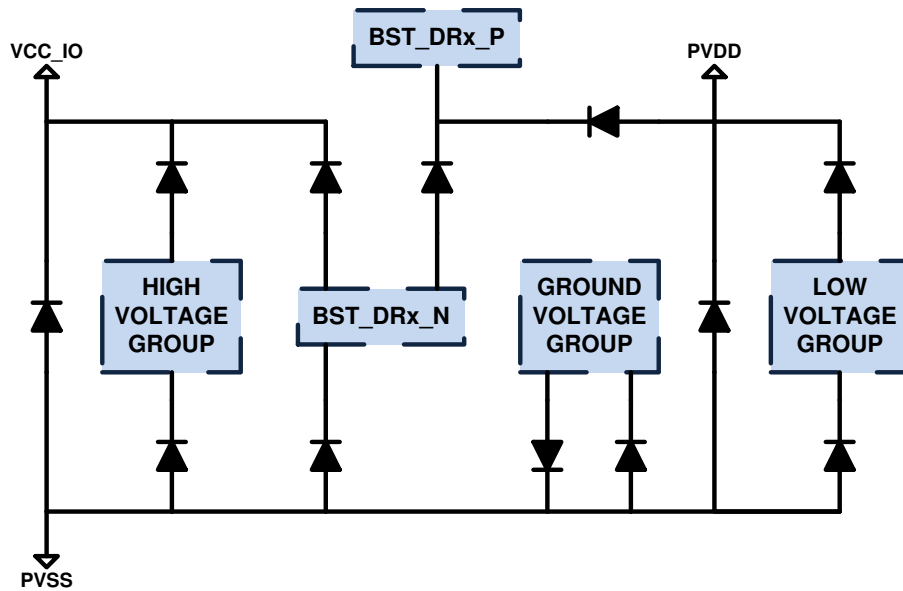 BST_DRx_P
VCC_IO
PVDD
HIGH
VOLTAGE
GROUP
BST_DRx_N
GROUND
VOLTAGE
GROUP
LOW
VOLTAGE
GROUP
PVSS